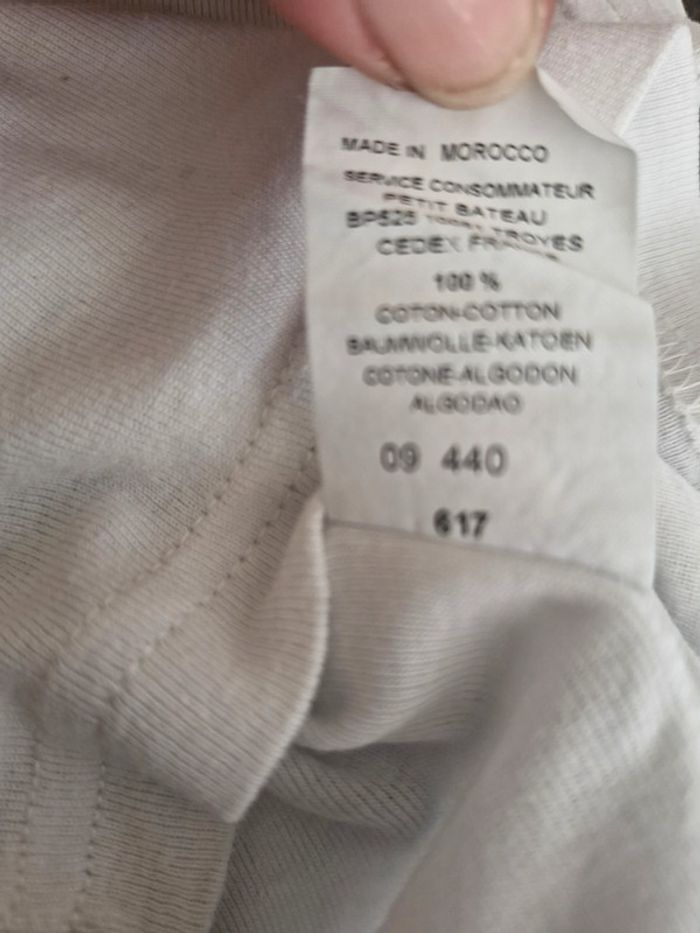 MADE IN MOROCCO
SERVICE CONSOMMATEUR
PETIT BATEAU
BP525 TROYES
CEDEX FRANCE
100 %
COTON-COTTON
BAUMWOLLE-KATOEN
COTONE-ALGODON
ALGODAO
09 440
617